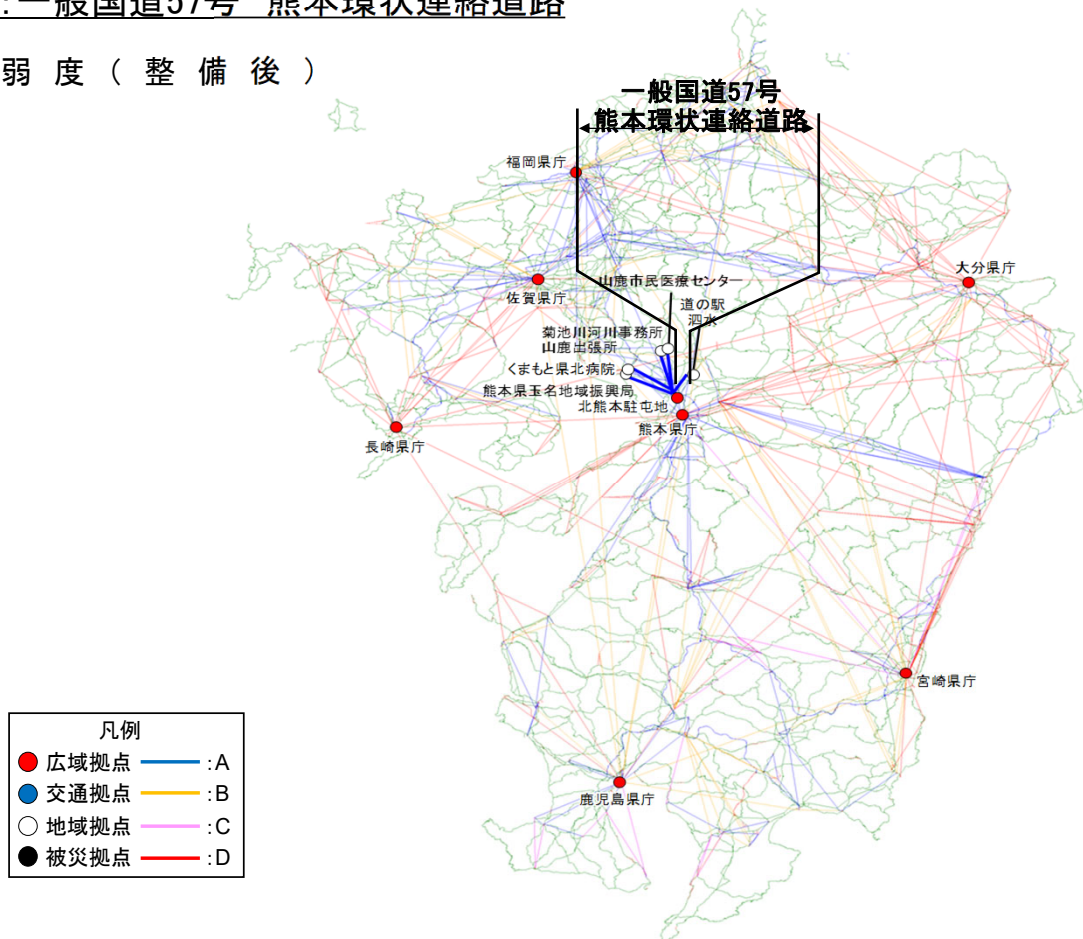 :一般国道57号 熊本環状連絡道路
弱度(整備後)
一般国道57号
熊本環状連絡道路
福岡県庁
大分県庁
山鹿市民医療センター
佐賀県庁
道の駅
泗水
菊池川河川事務所
山鹿出張所
くまもと県北病院
熊本県玉名地域振興局
北熊本駐屯地
熊本県庁
長崎県庁
宮崎県庁
鹿児島県庁
凡例
広域拠点 :A
交通拠点 :B
地域拠点 :C
被災拠点 :D